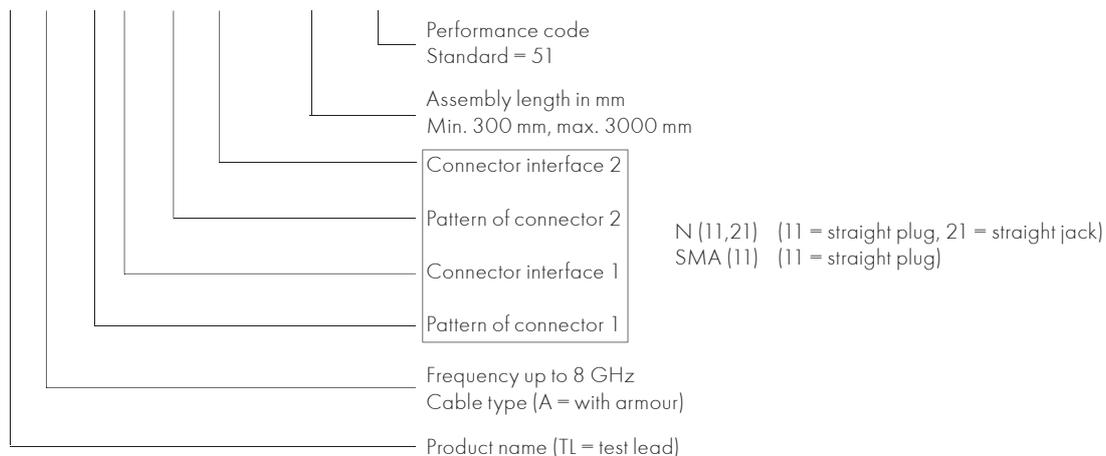 Performance code
Standard = 51
Assembly length in mm
Min. 300 mm, max. 3000 mm
Connector interface 2
Pattern of connector 2
Connector interface 1
Pattern of connector 1
N (11,21) (11 = straight plug, 21 = straight jack)
SMA (11) (11 = straight plug)
Frequency up to 8 GHz
Cable type (A = with armour)
Product name (TL = test lead)